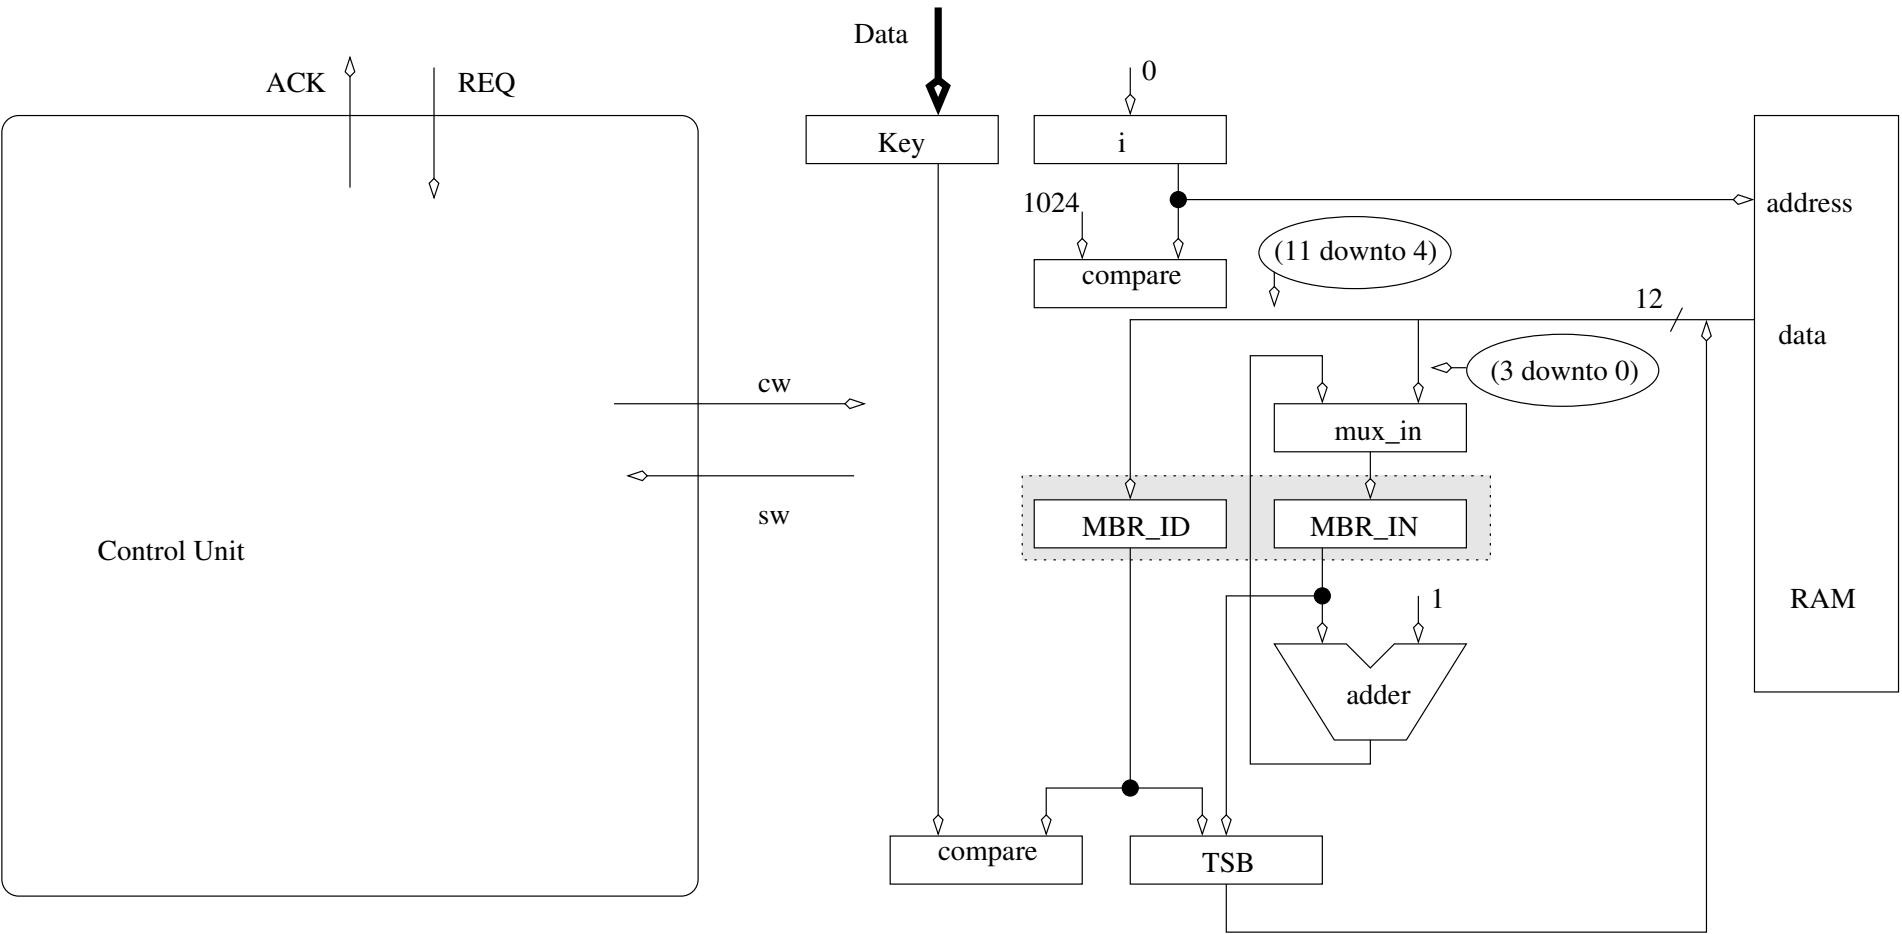 Data
0
ACK
REQ
Key
i
1024
address
(11 downto 4)
compare
12
data
(3 downto 0)
cw
mux_in
sw
MBR_ID
MBR_IN
Control Unit
1
RAM
adder
compare
TSB